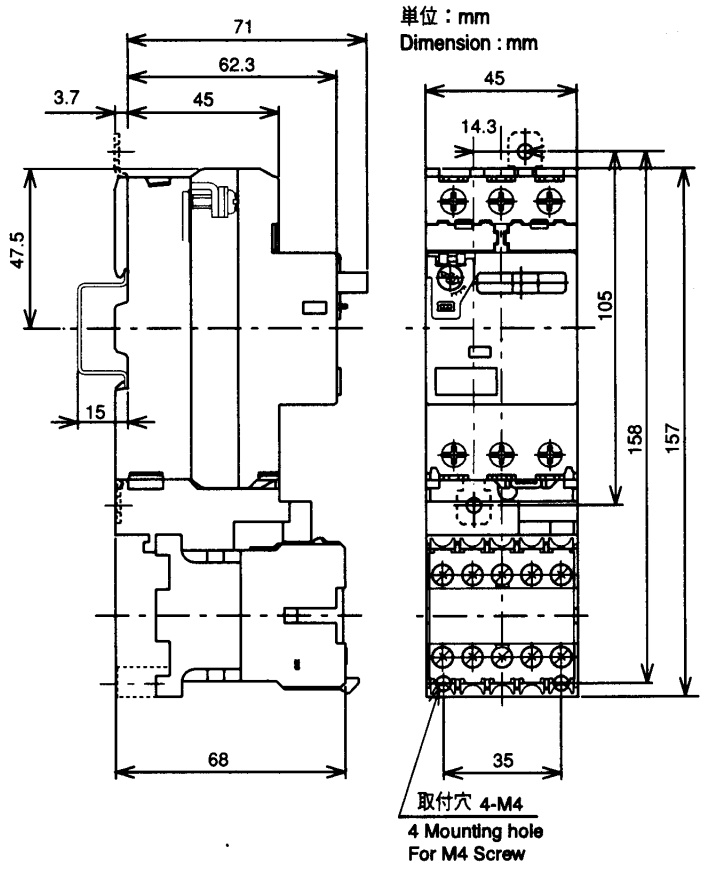 単位：mm
Dimension : mm
71
62.3
3.7
45
45
14.3
47.5
105
15
158
157
68
35
取付穴 4-M4
4 Mounting hole
For M4 Screw